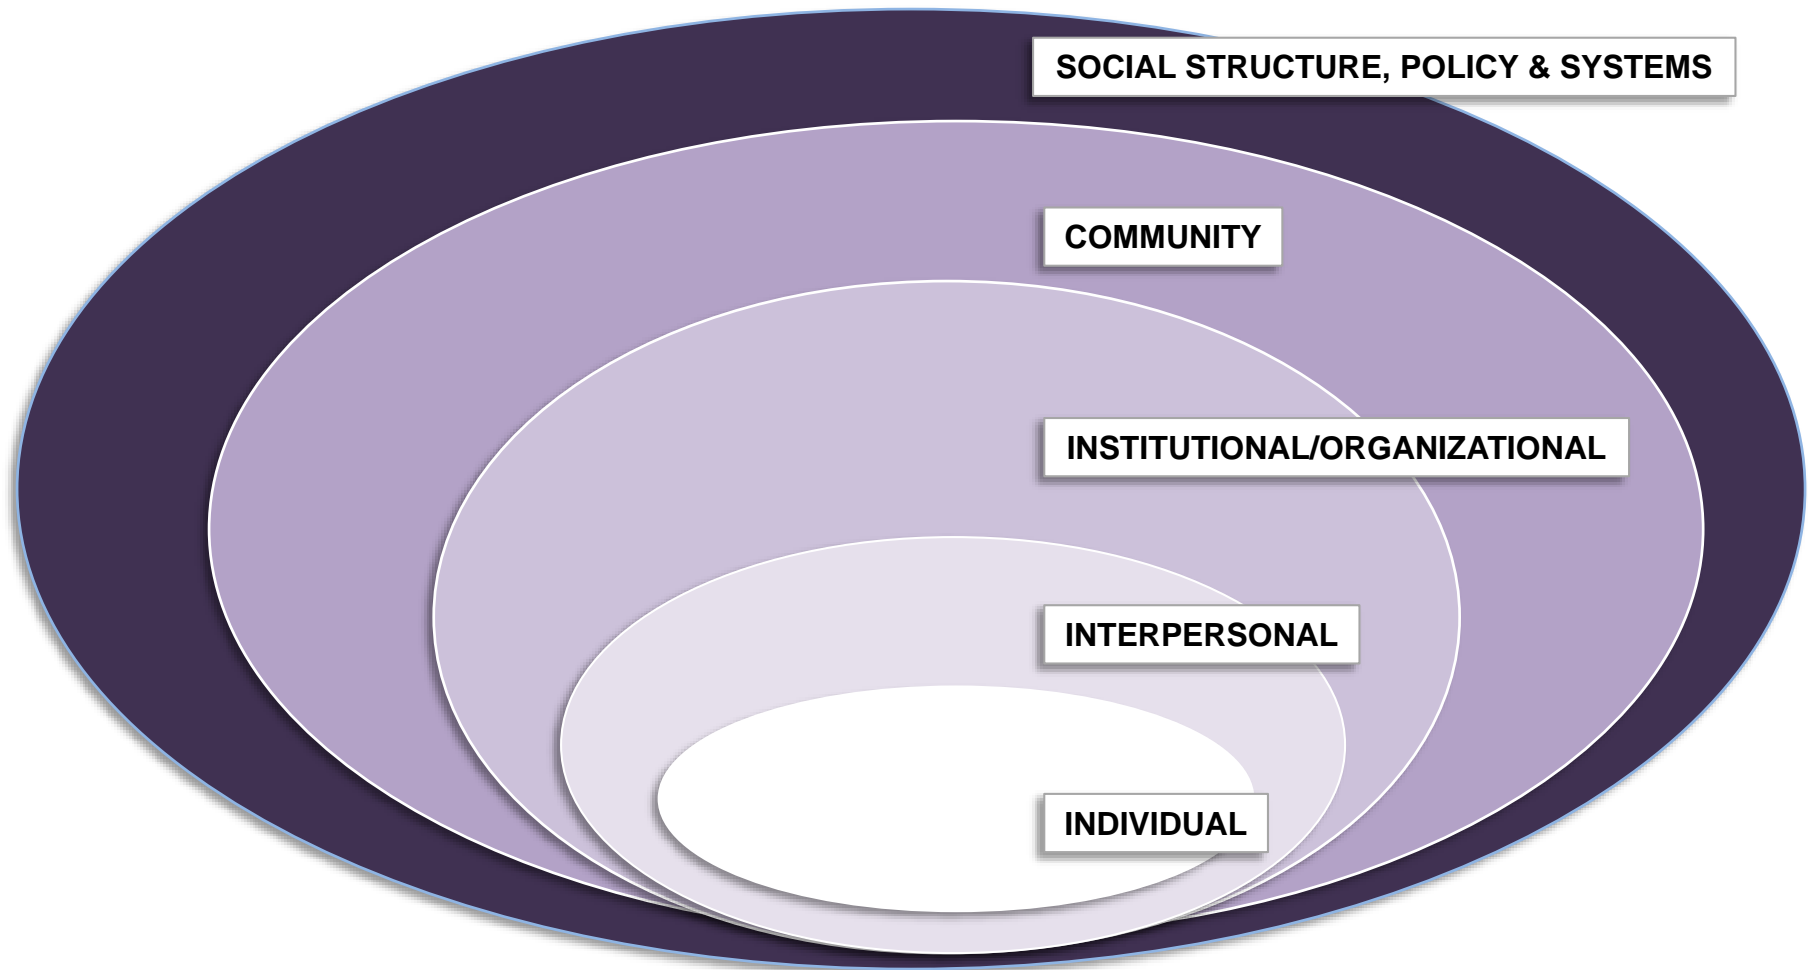 SOCIAL STRUCTURE, POLICY & SYSTEMS
COMMUNITY
INSTITUTIONAL/ORGANIZATIONAL
INTERPERSONAL
INDIVIDUAL